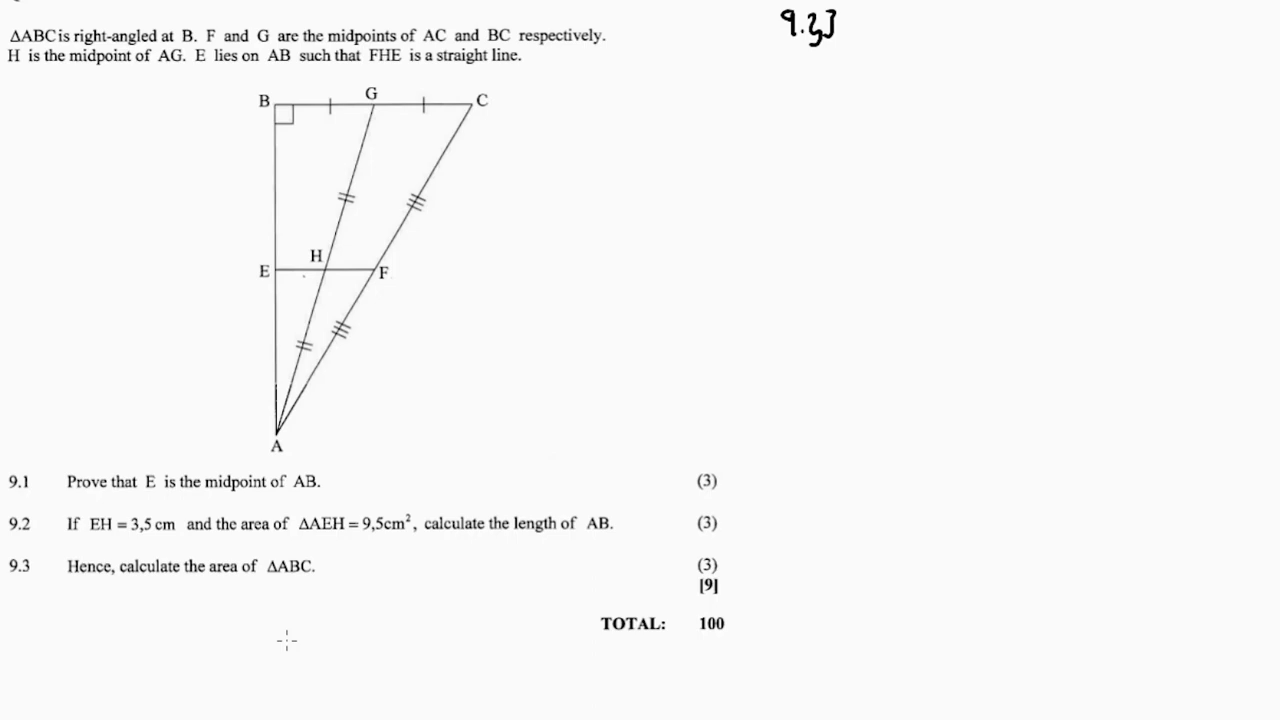 9.3
ΔABC is right-angled at B. F and G are the midpoints of AC and BC respectively.
H is the midpoint of AG. E lies on AB such that FHE is a straight line.
B
G
C
H
E
F
A
9.1 Prove that E is the midpoint of AB. (3)
9.2 If EH = 3,5 cm and the area of ΔAEH = 9,5cm², calculate the length of AB. (3)
9.3 Hence, calculate the area of ΔABC. (3)
[9]
TOTAL: 100